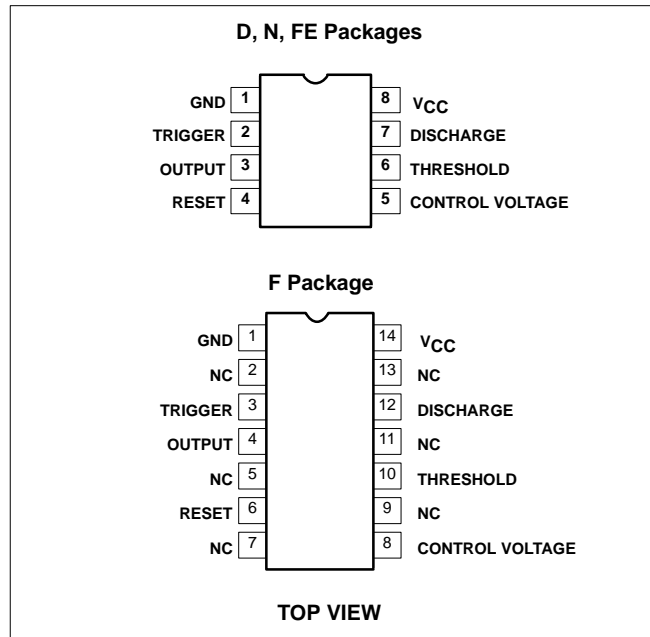 D, N, FE Packages
GND 1 8 VCC
TRIGGER 2 7 DISCHARGE
OUTPUT 3 6 THRESHOLD
RESET 4 5 CONTROL VOLTAGE
F Package
GND 1 14 VCC
NC 2 13 NC
TRIGGER 3 12 DISCHARGE
OUTPUT 4 11 NC
NC 5 10 THRESHOLD
RESET 6 9 NC
NC 7 8 CONTROL VOLTAGE
TOP VIEW